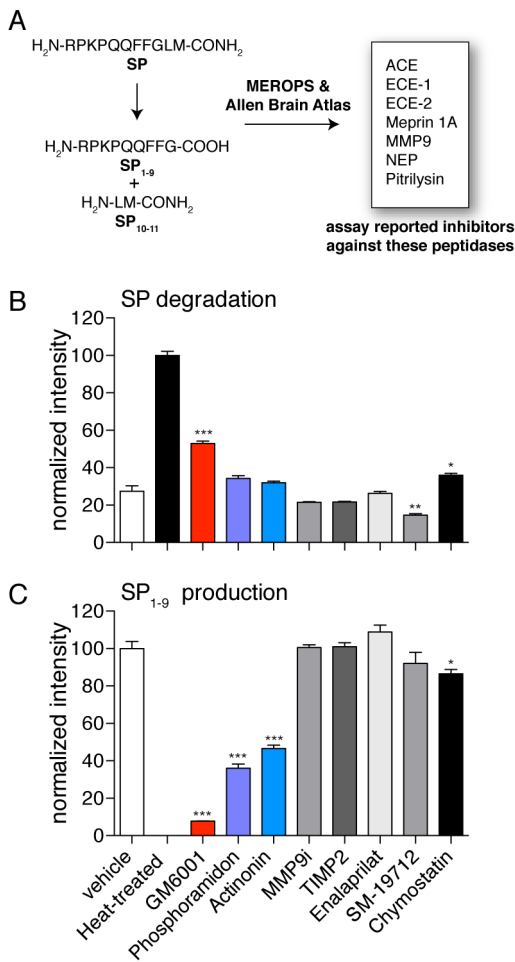 A
H2N-RPKPQQFFGLM-CONH2
SP
H2N-RPKPQQFFG-COOH
SP1-9
+
H2N-LM-CONH2
SP10-11
MEROPS &
Allen Brain Atlas
ACE
ECE-1
ECE-2
Meprin 1A
MMP9
NEP
Pitrilysin
assay reported inhibitors
against these peptidases
B
SP degradation
normalized intensity
120
100
80
60
40
20
0
***
**
*
C
SP1-9 production
normalized intensity
120
100
80
60
40
20
0
***
***
***
*
vehicle
Heat-treated
GM6001
Phosphoramidon
Actinonin
MMP9i
TIMP2
Enalaprilat
SM-19712
Chymostatin